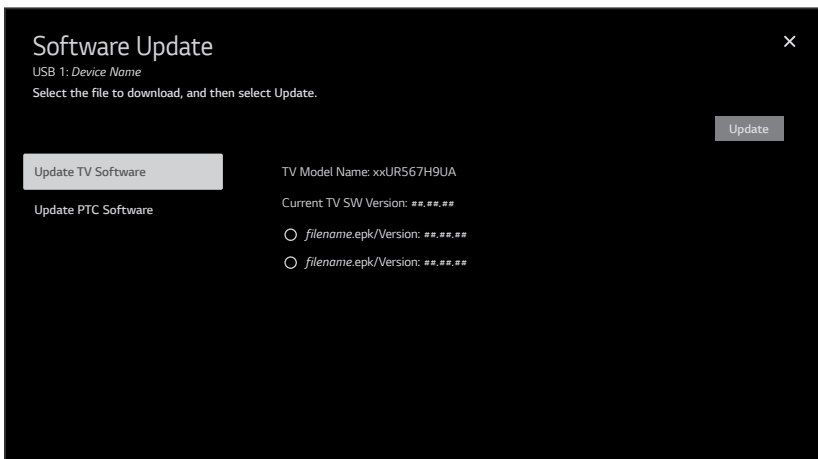 Software Update
USB 1: Device Name
Select the file to download, and then select Update.
Update
Update TV Software
Update PTC Software
TV Model Name: xxUR567H9UA
Current TV SW Version: ##.##.##
filename.epk/Version: ##.##.##
filename.epk/Version: ##.##.##